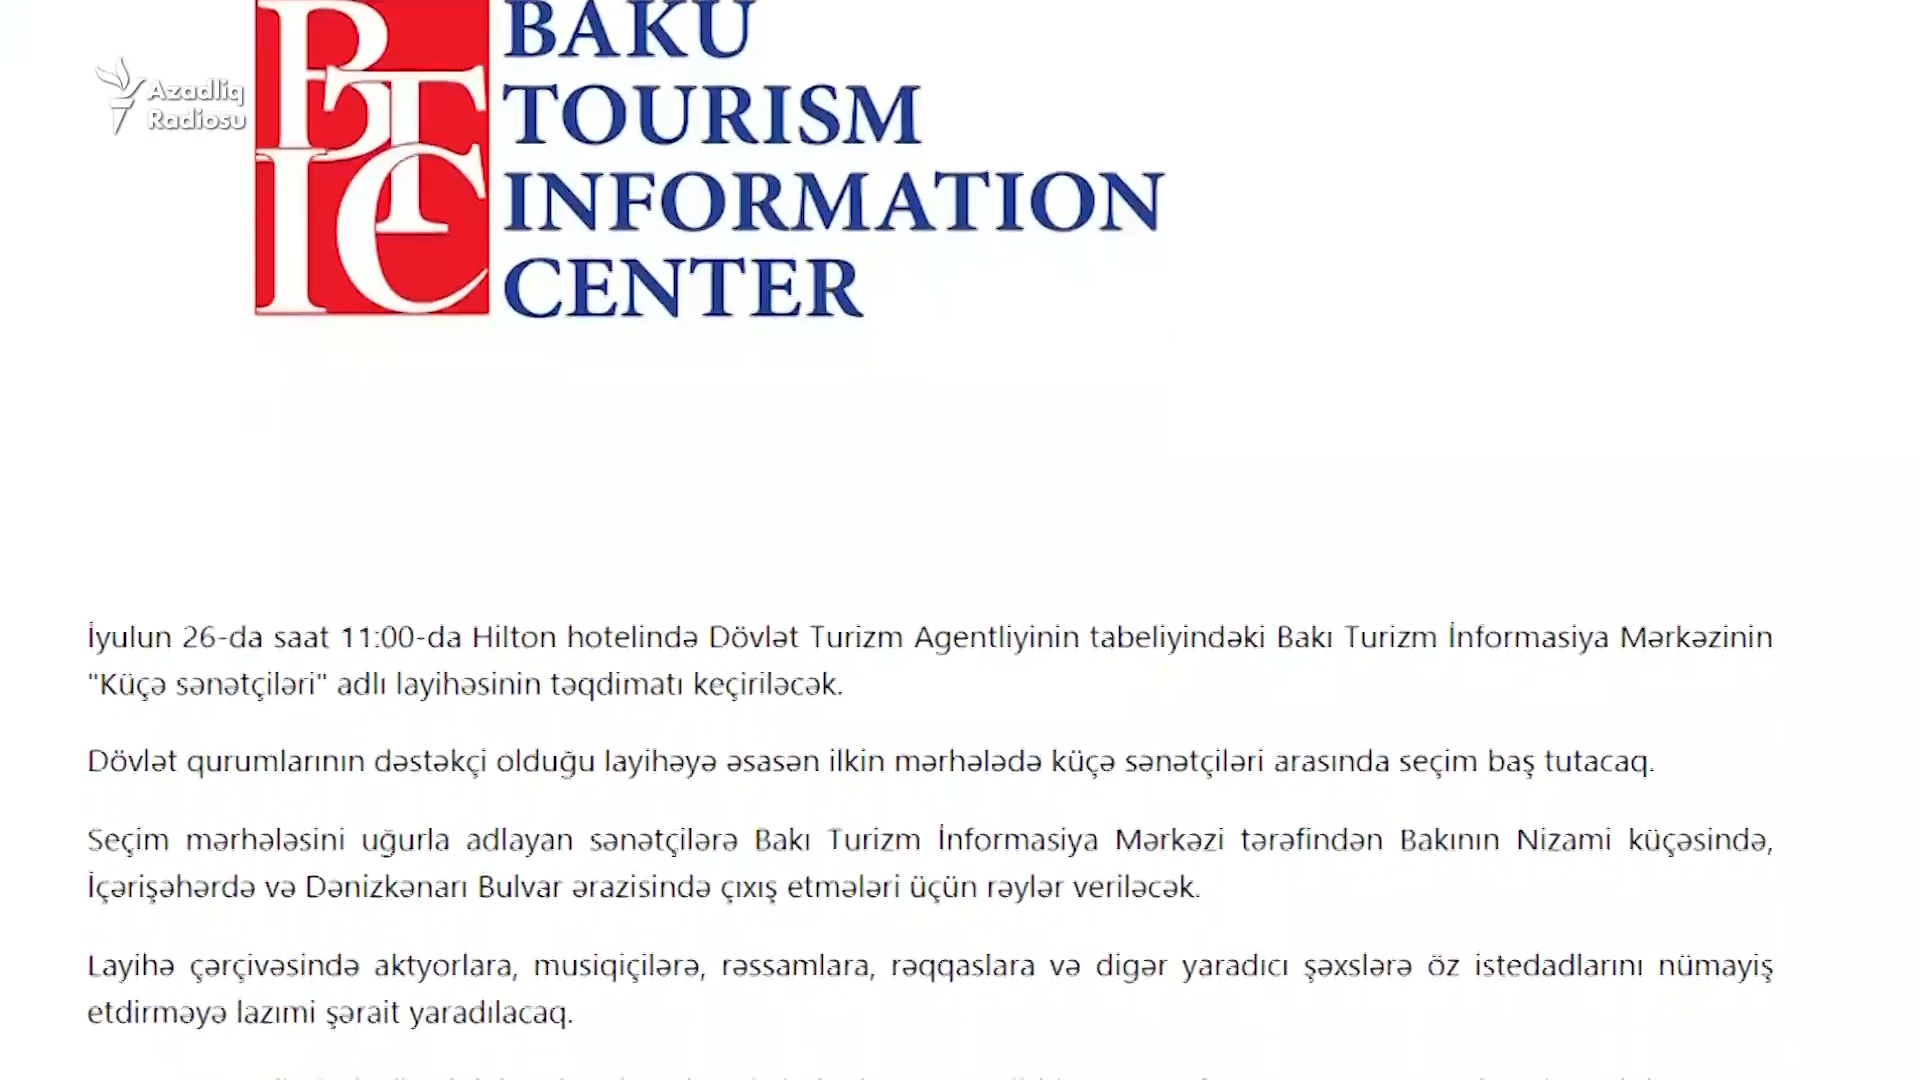 Azadlıq
Radiosu
BTIC
BAKU
TOURISM
INFORMATION
CENTER
İyulun 26-da saat 11:00-da Hilton hotelində Dövlət Turizm Agentliyinin tabeliyindəki Bakı Turizm İnformasiya Mərkəzinin
"Küçə sənətçiləri" adlı layihəsinin təqdimatı keçiriləcək.
Dövlət qurumlarının dəstəkçi olduğu layihəyə əsasən ilkin mərhələdə küçə sənətçiləri arasında seçim baş tutacaq.
Seçim mərhələsini uğurla adlayan sənətçilərə Bakı Turizm İnformasiya Mərkəzi tərəfindən Bakının Nizami küçəsində,
İçərişəhərdə və Dənizkənarı Bulvar ərazisində çıxış etmələri üçün rəylər veriləcək.
Layihə çərçivəsində aktyorlara, musiqiçilərə, rəssamlara, rəqqaslara və digər yaradıcı şəxslərə öz istedadlarını nümayiş
etdirməyə lazımi şərait yaradılacaq.